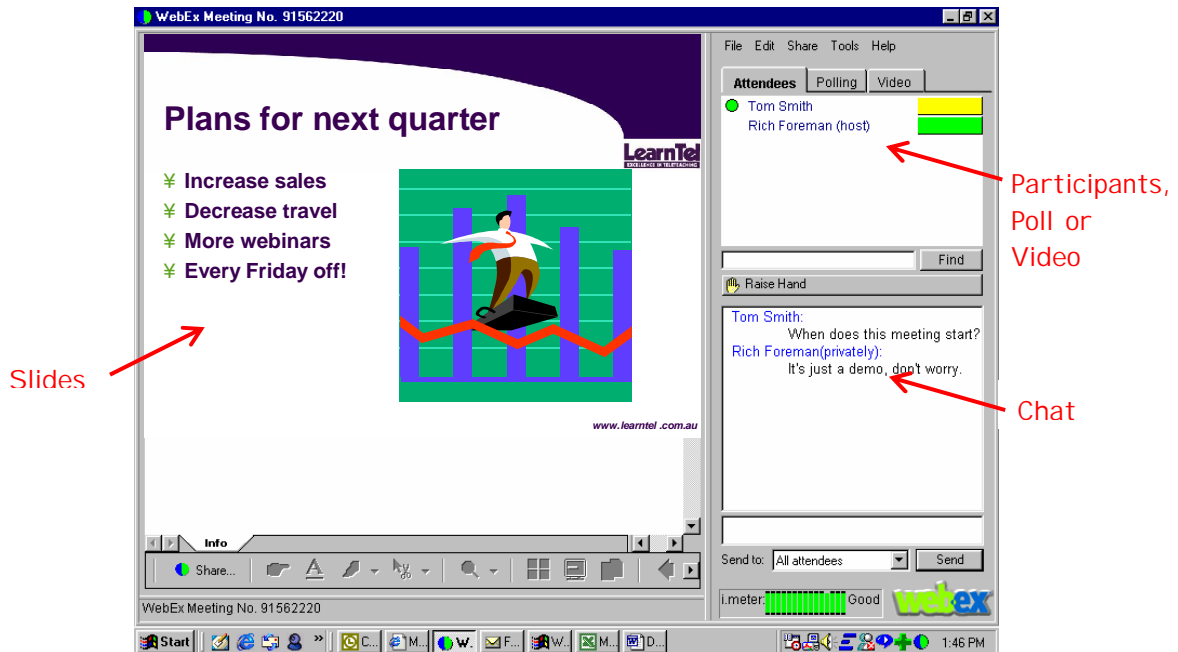 WebEx Meeting No. 91562220
Plans for next quarter
LearnTel
EXCELLENCE IN TELETEACHING
¥ Increase sales
¥ Decrease travel
¥ More webinars
¥ Every Friday off!
www.learntel .com.au
Info
Share...
WebEx Meeting No. 91562220
File Edit Share Tools Help
Attendees Polling Video
Tom Smith
Rich Foreman (host)
Find
Raise Hand
Tom Smith:
When does this meeting start?
Rich Foreman(privately):
It's just a demo, don't worry.
Send to: All attendees Send
i.meter: Good
webex
Start » C... M... W. F... W.. M.. D... 1:46 PM
Slides
Participants,
Poll or
Video
Chat